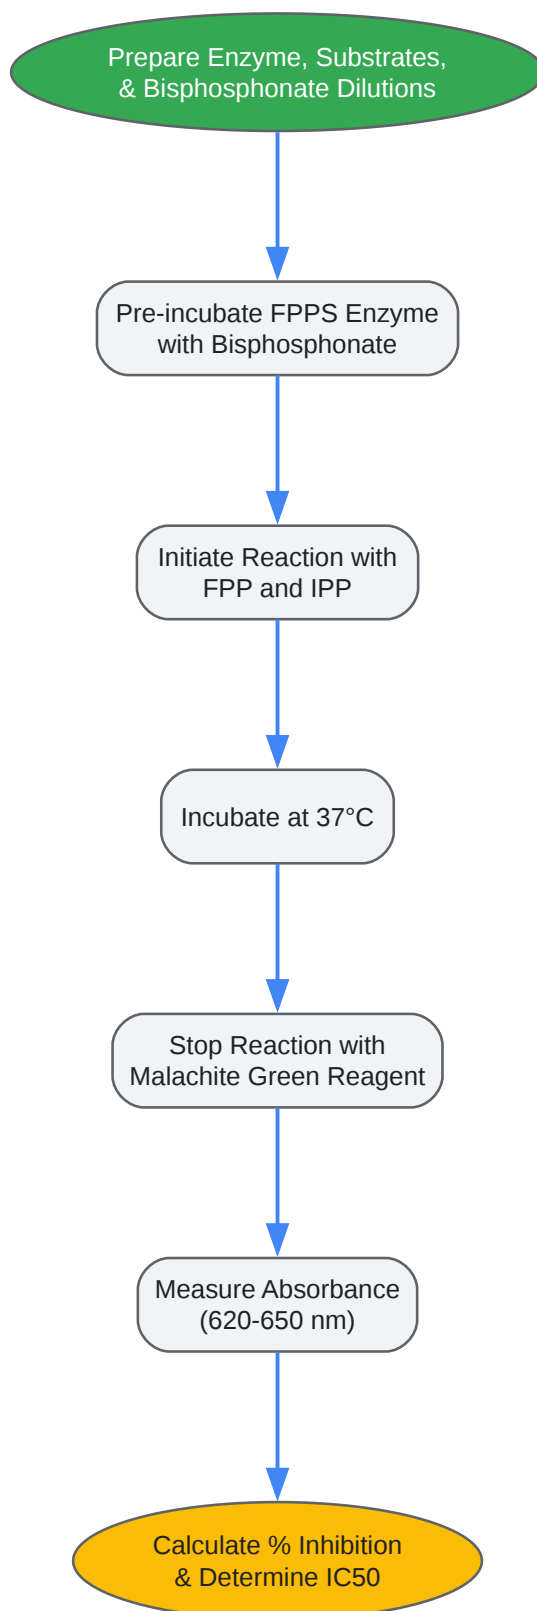 Prepare Enzyme, Substrates,
& Bisphosphonate Dilutions
Pre-incubate FPPS Enzyme
with Bisphosphonate
Initiate Reaction with
FPP and IPP
Incubate at 37°C
Stop Reaction with
Malachite Green Reagent
Measure Absorbance
(620-650 nm)
Calculate % Inhibition
& Determine IC50